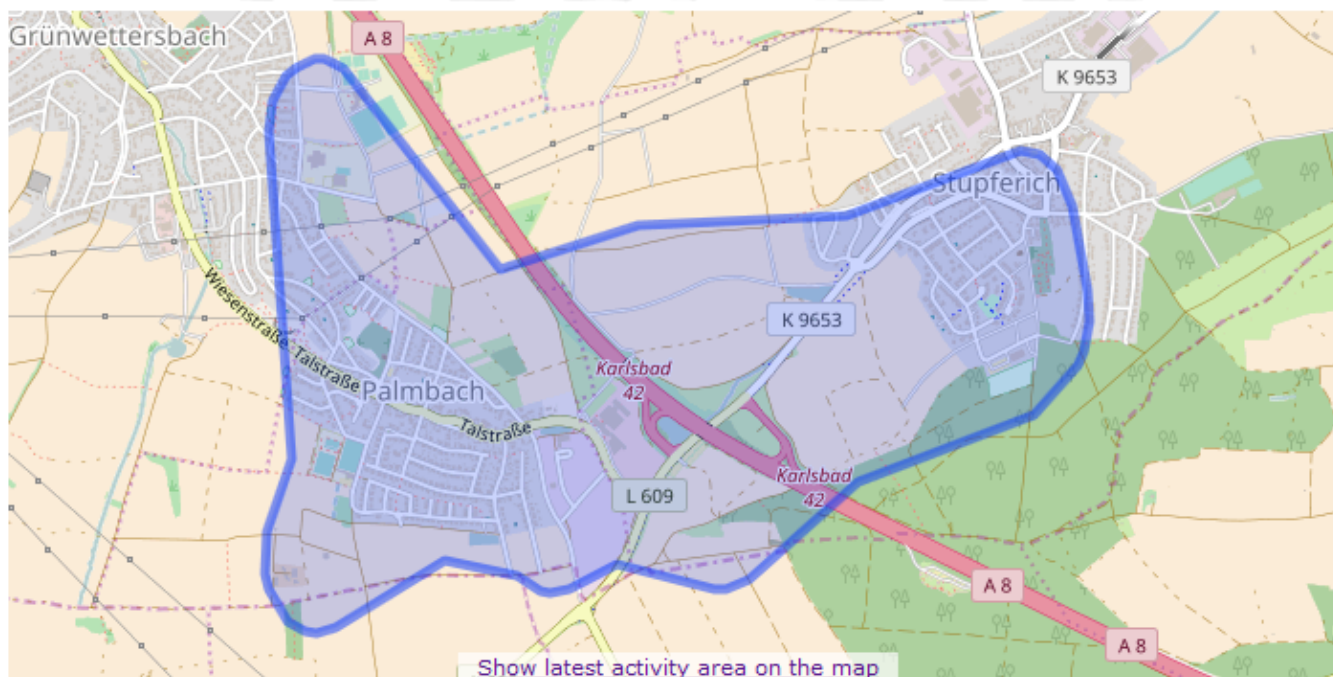 Grünwettersbach
A 8
K 9653
Stupferich
Wiesenstraße
Talstraße
K 9653
Karlsbad
42
Palmbach
Talstraße
Karlsbad
42
L 609
A 8
A 8
Show latest activity area on the map